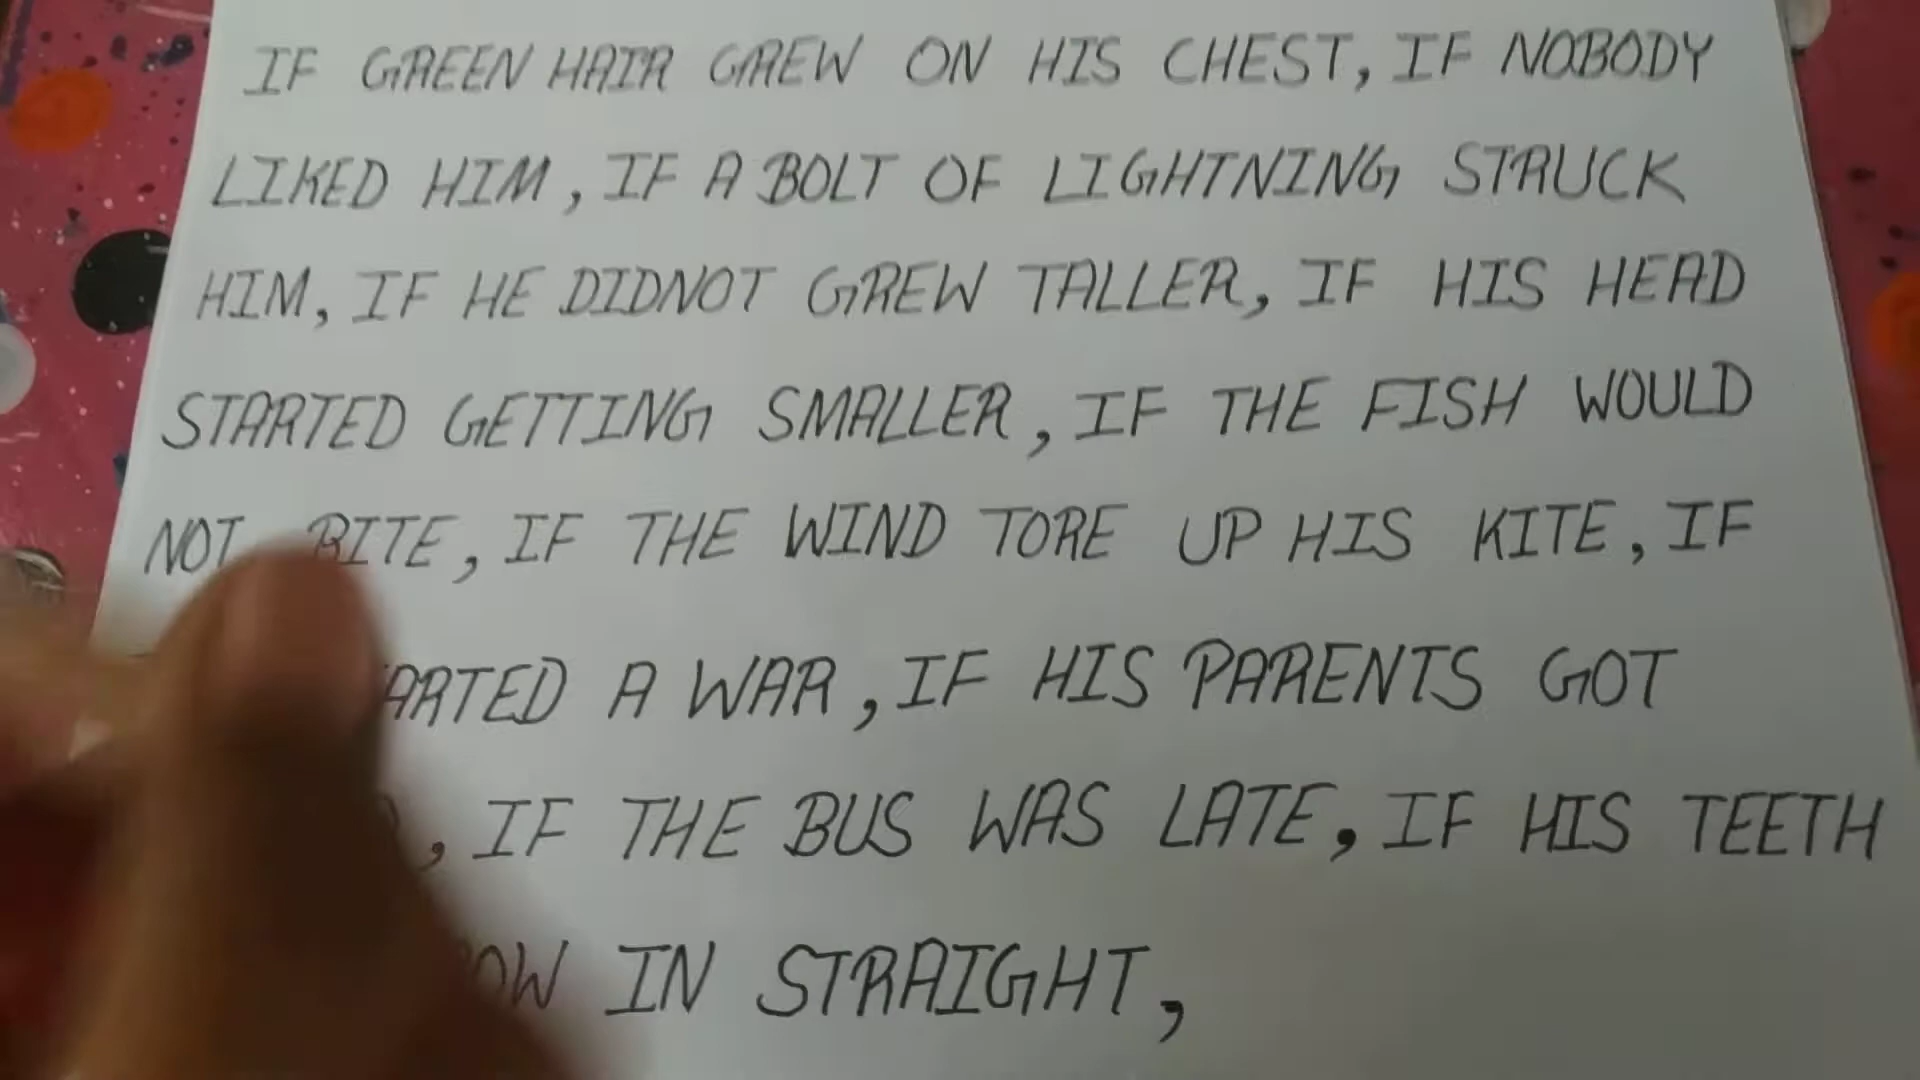 IF GREEN HAIR GREW ON HIS CHEST, IF NOBODY
LIKED HIM, IF A BOLT OF LIGHTNING STRUCK
HIM, IF HE DIDNOT GREW TALLER, IF HIS HEAD
STARTED GETTING SMALLER, IF THE FISH WOULD
NOT BITE, IF THE WIND TORE UP HIS KITE, IF
A WAR, IF HIS PARENTS GOT
, IF THE BUS WAS LATE, IF HIS TEETH
IN STRAIGHT,